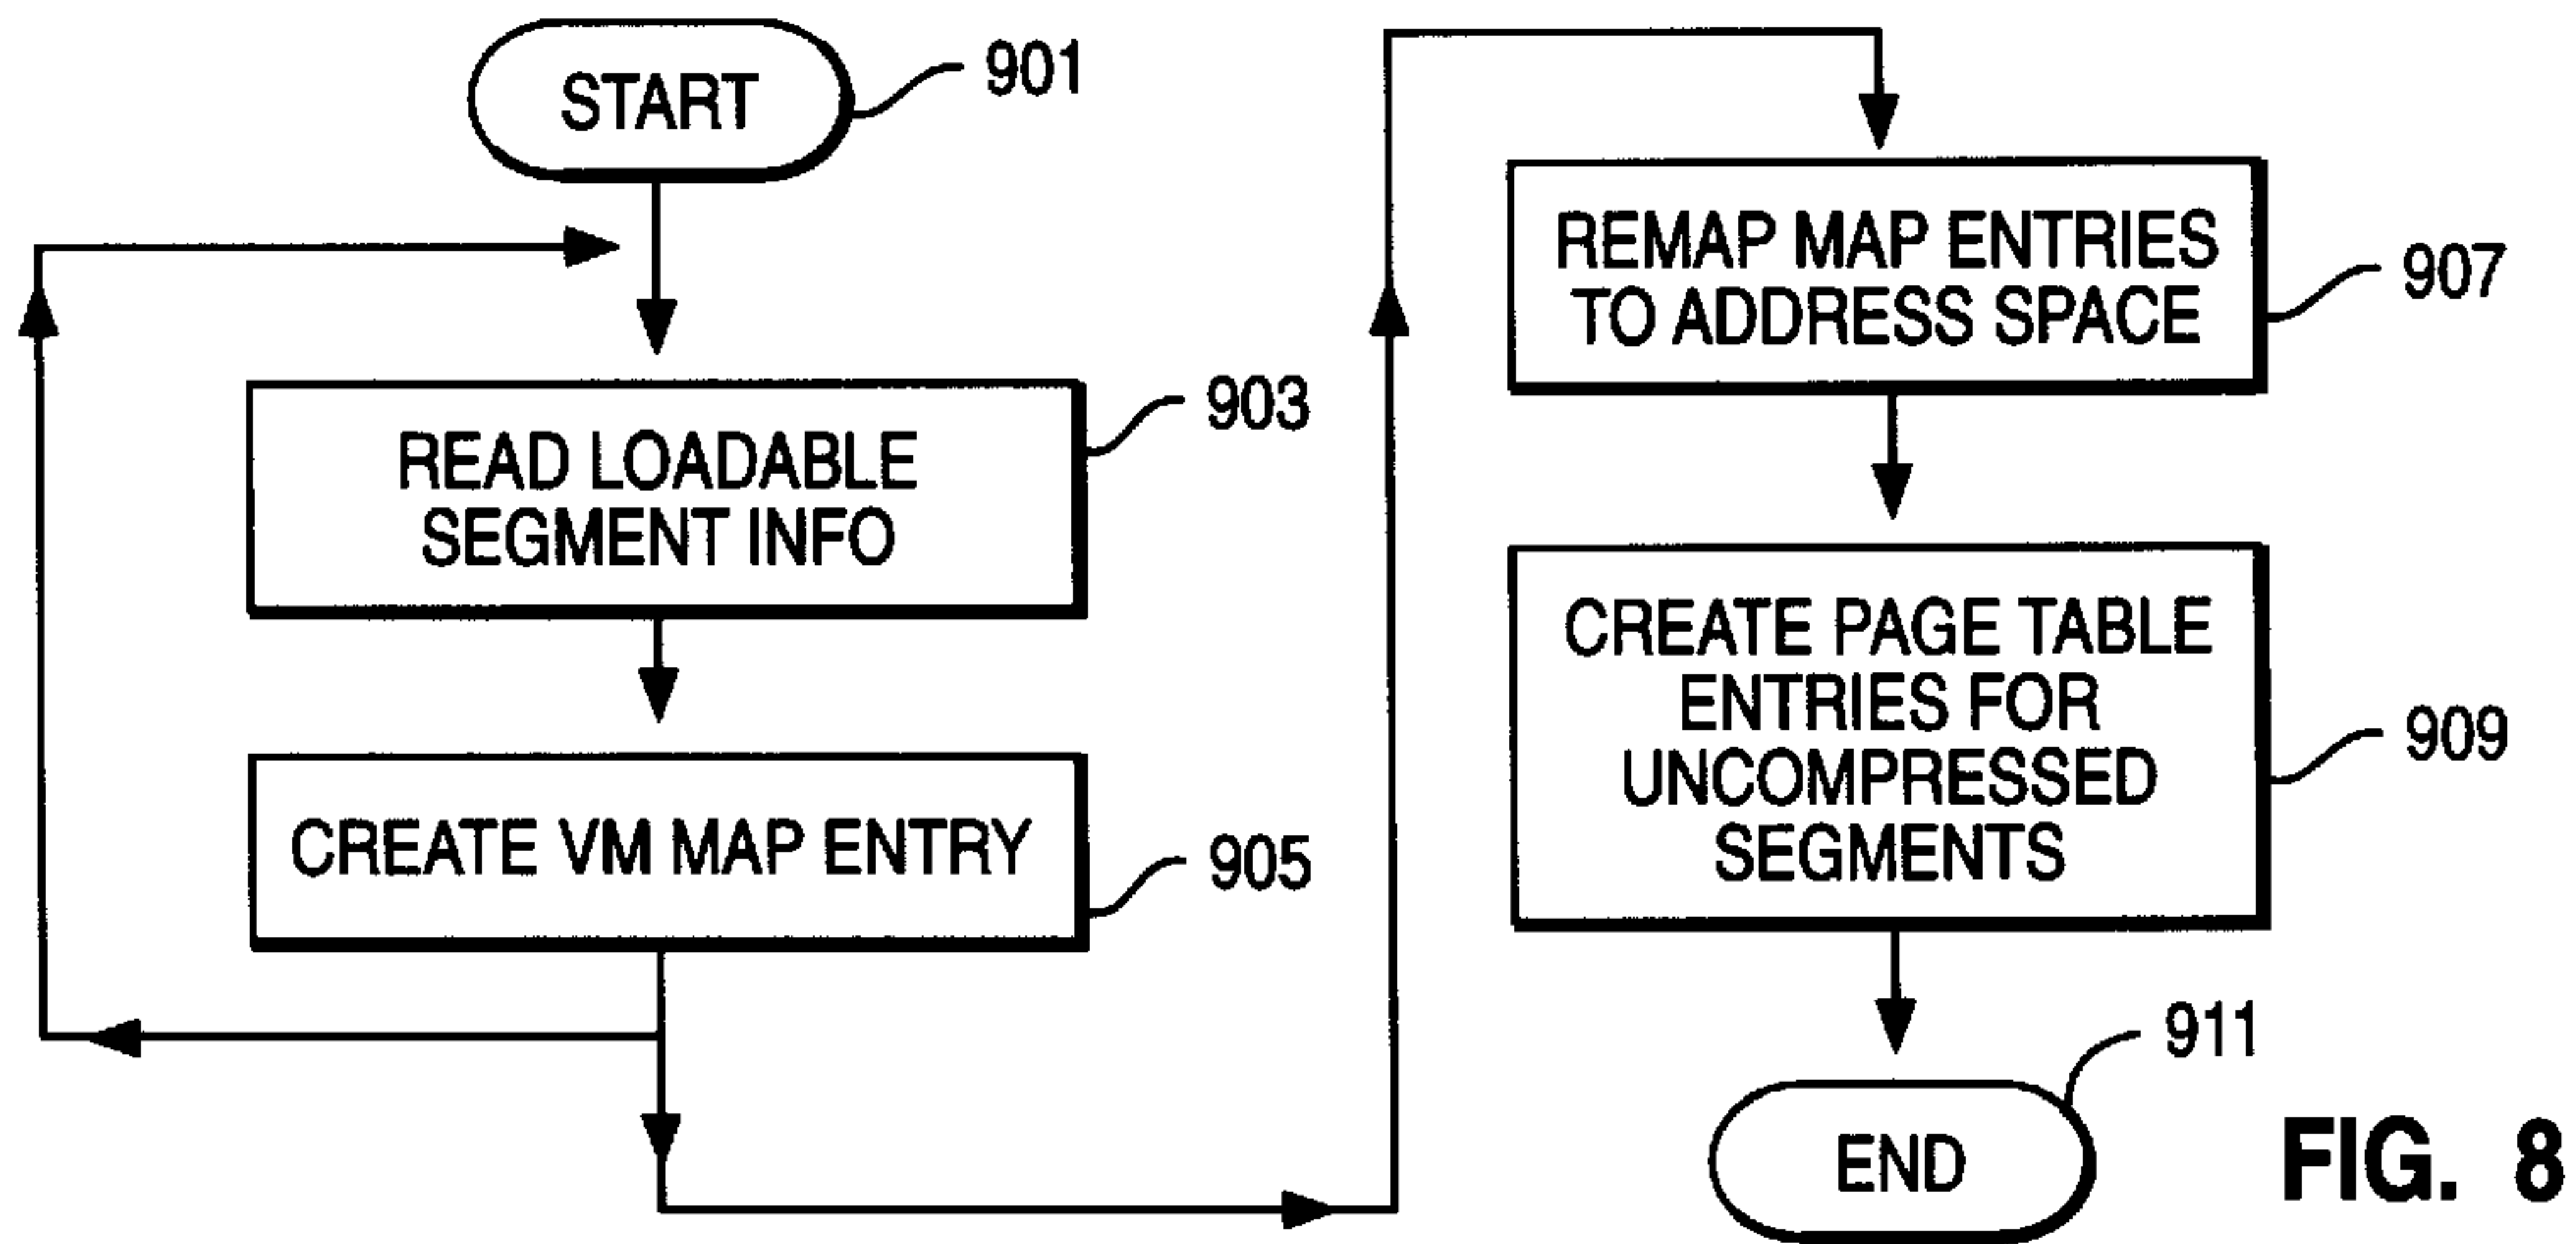 START
901
READ LOADABLE
SEGMENT INFO
903
CREATE VM MAP ENTRY
905
REMAP MAP ENTRIES
TO ADDRESS SPACE
907
CREATE PAGE TABLE
ENTRIES FOR
UNCOMPRESSED
SEGMENTS
909
END
911
FIG. 8